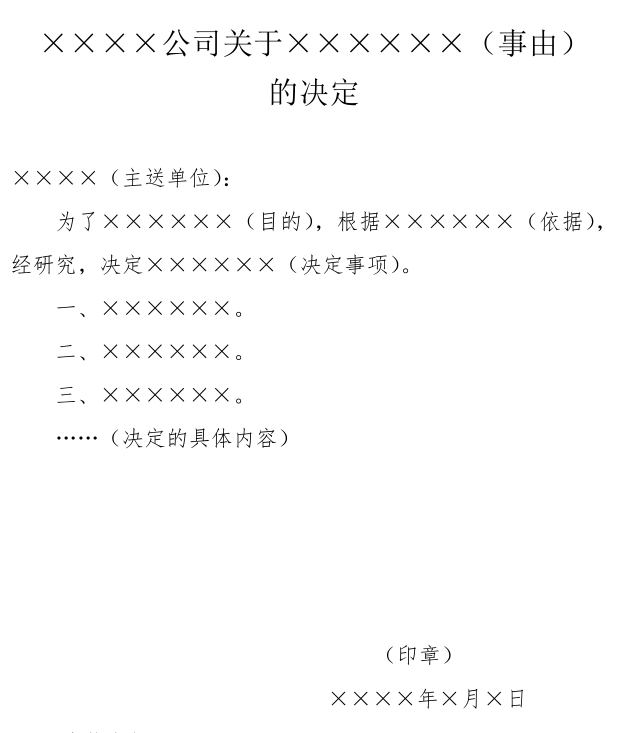 ××××公司关于××××××（事由）
的决定
××××（主送单位）：
为了××××××（目的），根据××××××（依据），
经研究，决定××××××（决定事项）。
一、××××××。
二、××××××。
三、××××××。
……（决定的具体内容）
（印章）
××××年×月×日